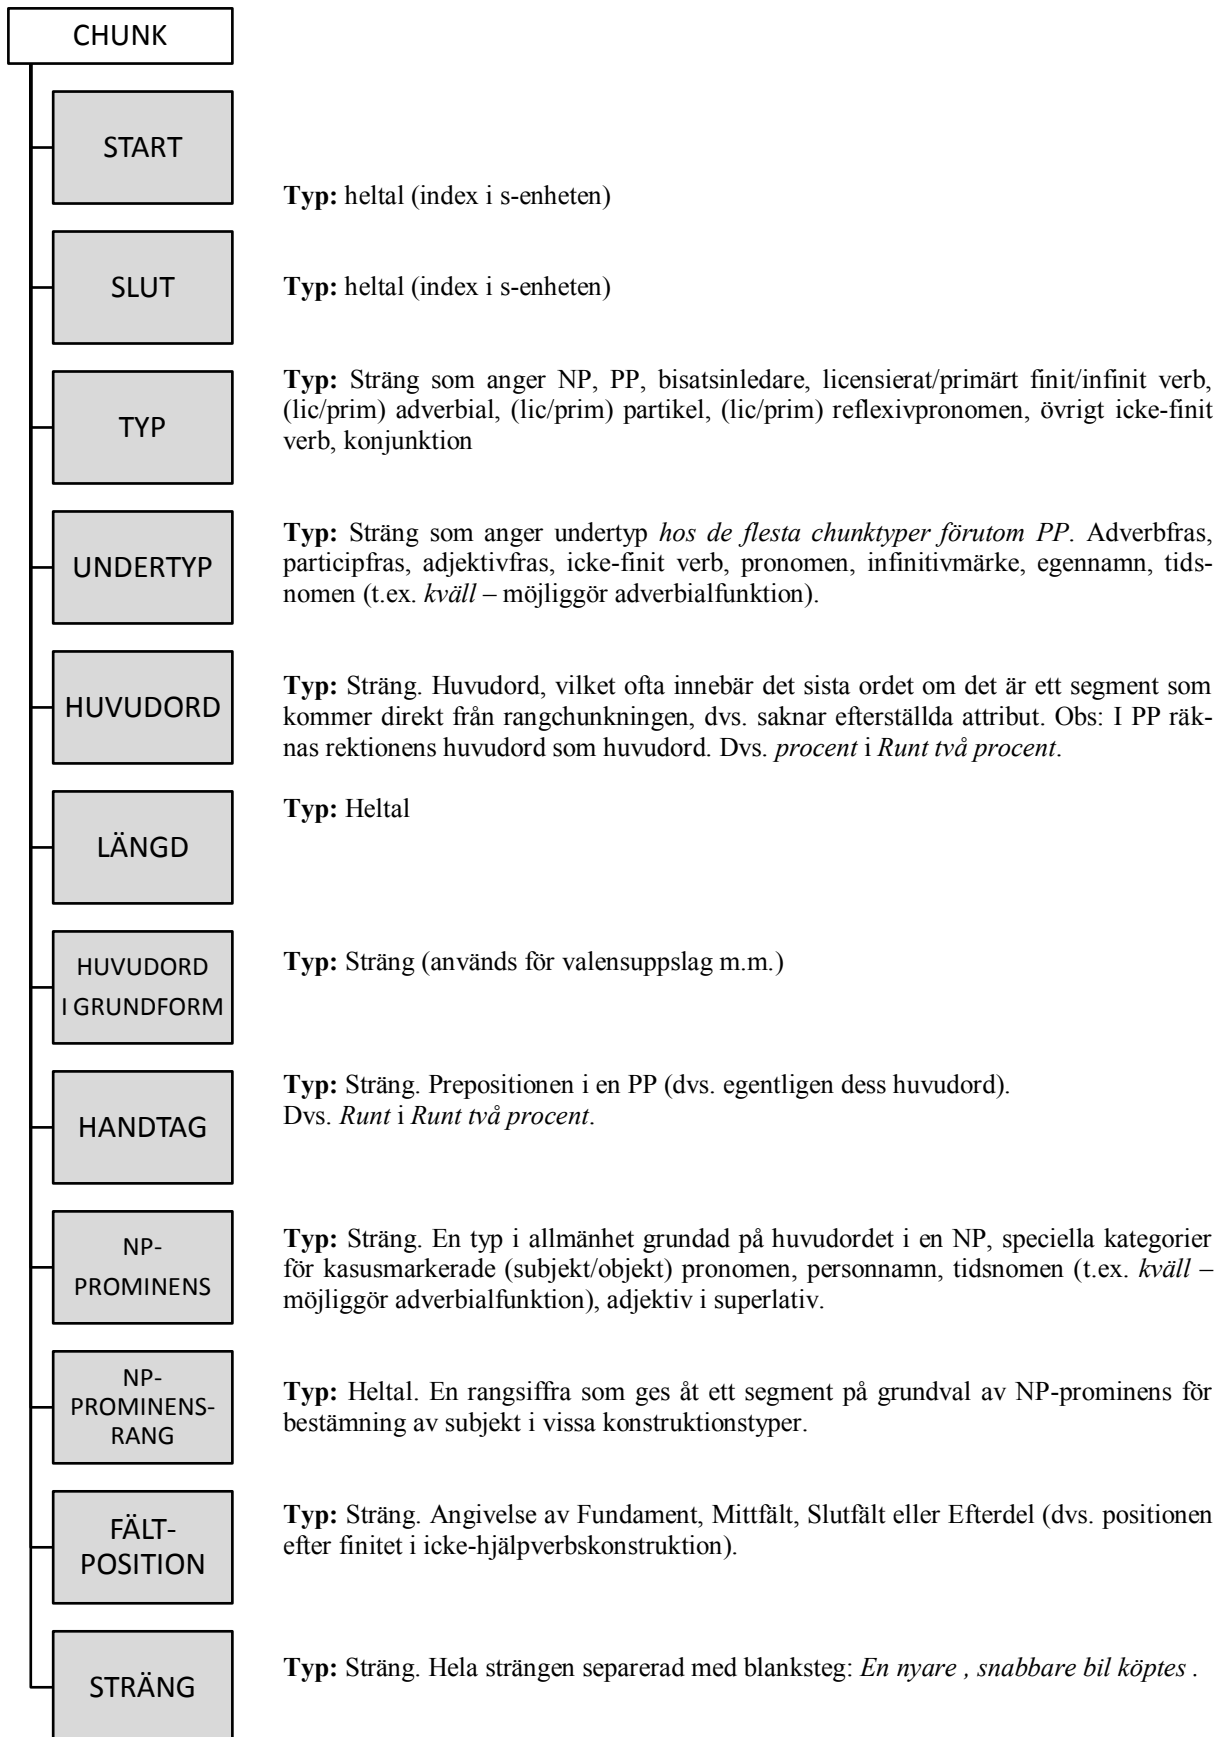 CHUNK
START
Typ: heltal (index i s-enheten)
SLUT
Typ: heltal (index i s-enheten)
TYP
Typ: Sträng som anger NP, PP, bisatsinledare, licensierat/primärt finit/infinit verb,
(lic/prim) adverbial, (lic/prim) partikel, (lic/prim) reflexivpronomen, övrigt icke-finit
verb, konjunktion
UNDERTYP
Typ: Sträng som anger undertyp hos de flesta chunktyper förutom PP. Adverbfras,
participfras, adjektivfras, icke-finit verb, pronomen, infinitivmärke, egennamn, tids-
nomen (t.ex. kväll – möjliggör adverbialfunktion).
HUVUDORD
Typ: Sträng. Huvudord, vilket ofta innebär det sista ordet om det är ett segment som
kommer direkt från rangchunkningen, dvs. saknar efterställda attribut. Obs: I PP räk-
nas rektionens huvudord som huvudord. Dvs. procent i Runt två procent.
LÄNGD
Typ: Heltal
HUVUDORD
I GRUNDFORM
Typ: Sträng (används för valensuppslag m.m.)
HANDTAG
Typ: Sträng. Prepositionen i en PP (dvs. egentligen dess huvudord).
Dvs. Runt i Runt två procent.
NP-
PROMINENS
Typ: Sträng. En typ i allmänhet grundad på huvudordet i en NP, speciella kategorier
för kasusmarkerade (subjekt/objekt) pronomen, personnamn, tidsnomen (t.ex. kväll –
möjliggör adverbialfunktion), adjektiv i superlativ.
NP-
PROMINENS-
RANG
Typ: Heltal. En rangsiffra som ges åt ett segment på grundval av NP-prominens för
bestämning av subjekt i vissa konstruktionstyper.
FÄLT-
POSITION
Typ: Sträng. Angivelse av Fundament, Mittfält, Slutfält eller Efterdel (dvs. positionen
efter finitet i icke-hjälpverbskonstruktion).
STRÄNG
Typ: Sträng. Hela strängen separerad med blanksteg: En nyare , snabbare bil köptes .